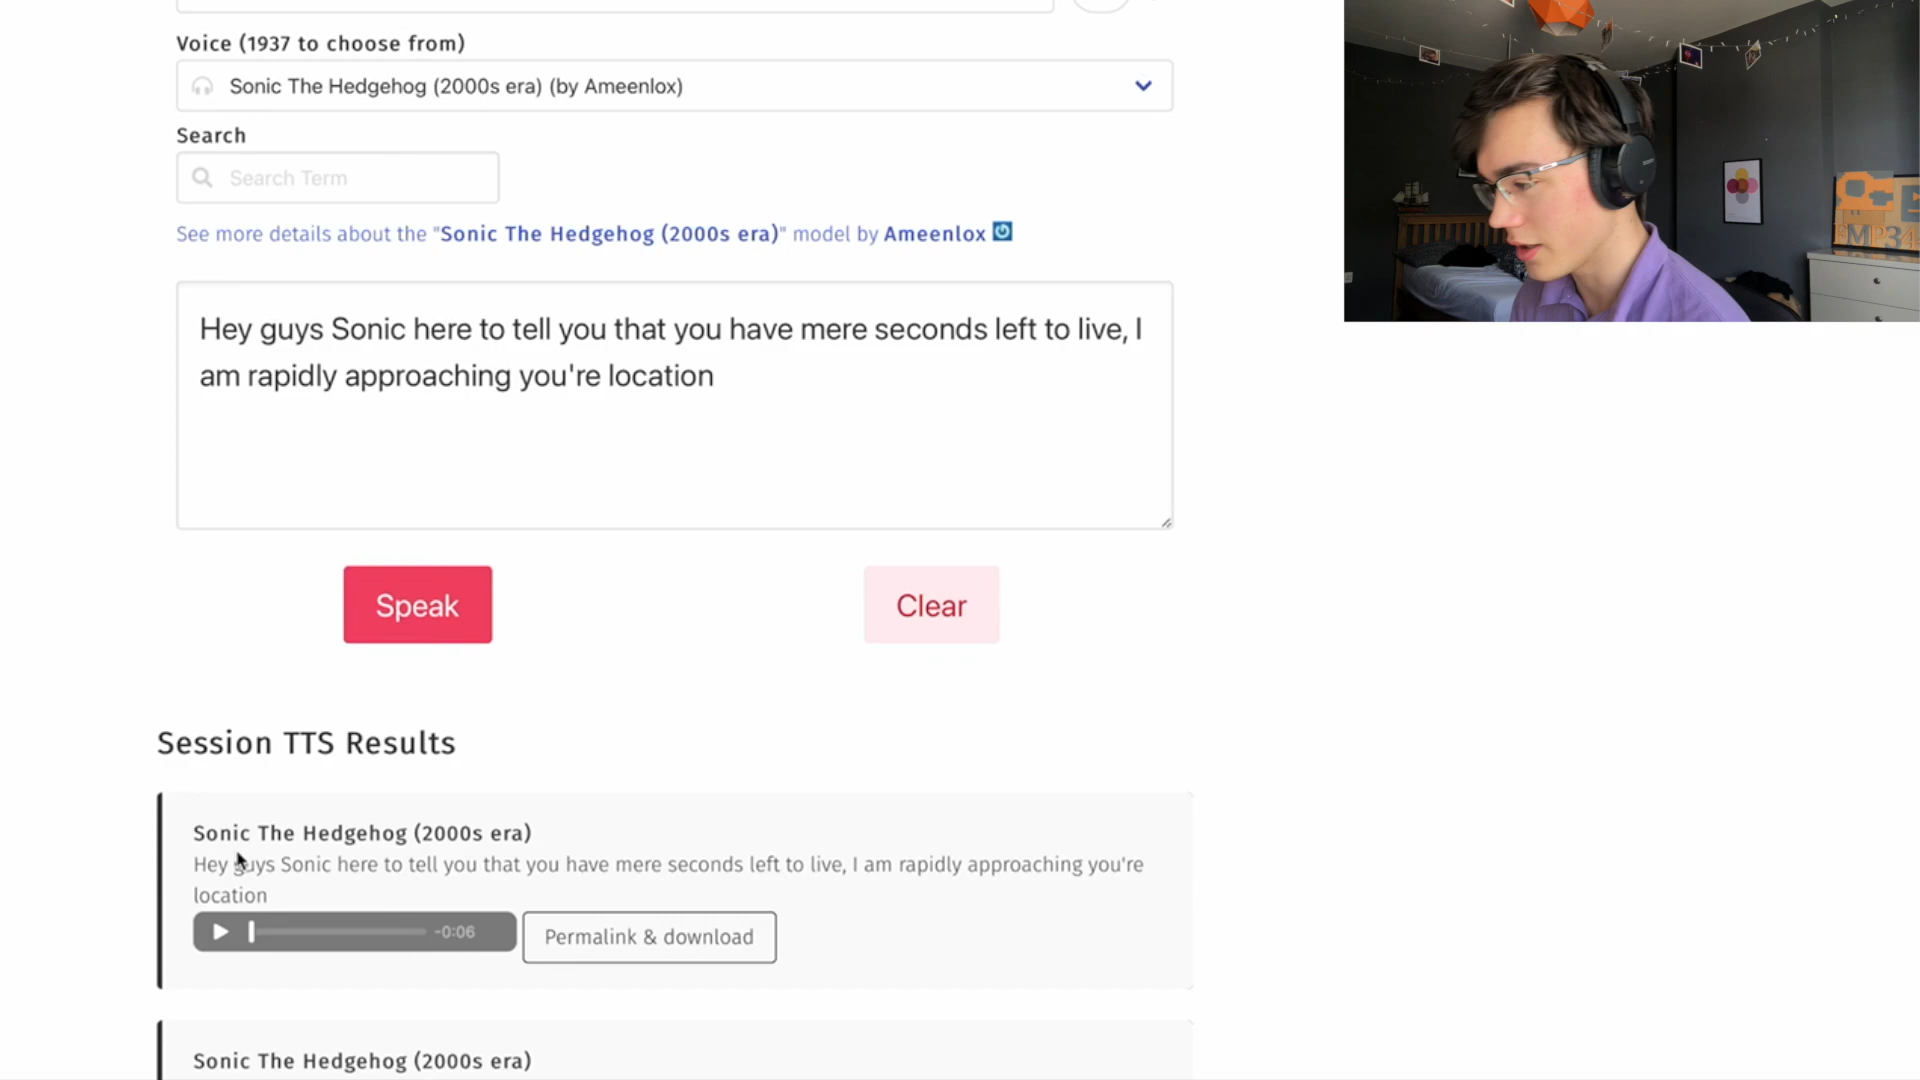 Voice (1937 to choose from)
Sonic The Hedgehog (2000s era) (by Ameenlox)
Search
Search Term
See more details about the "Sonic The Hedgehog (2000s era)" model by Ameenlox
Hey guys Sonic here to tell you that you have mere seconds left to live, I
am rapidly approaching you're location
Speak
Clear
Session TTS Results
Sonic The Hedgehog (2000s era)
Hey guys Sonic here to tell you that you have mere seconds left to live, I am rapidly approaching you're
location
-0:06
Permalink & download
Sonic The Hedgehog (2000s era)
MP34